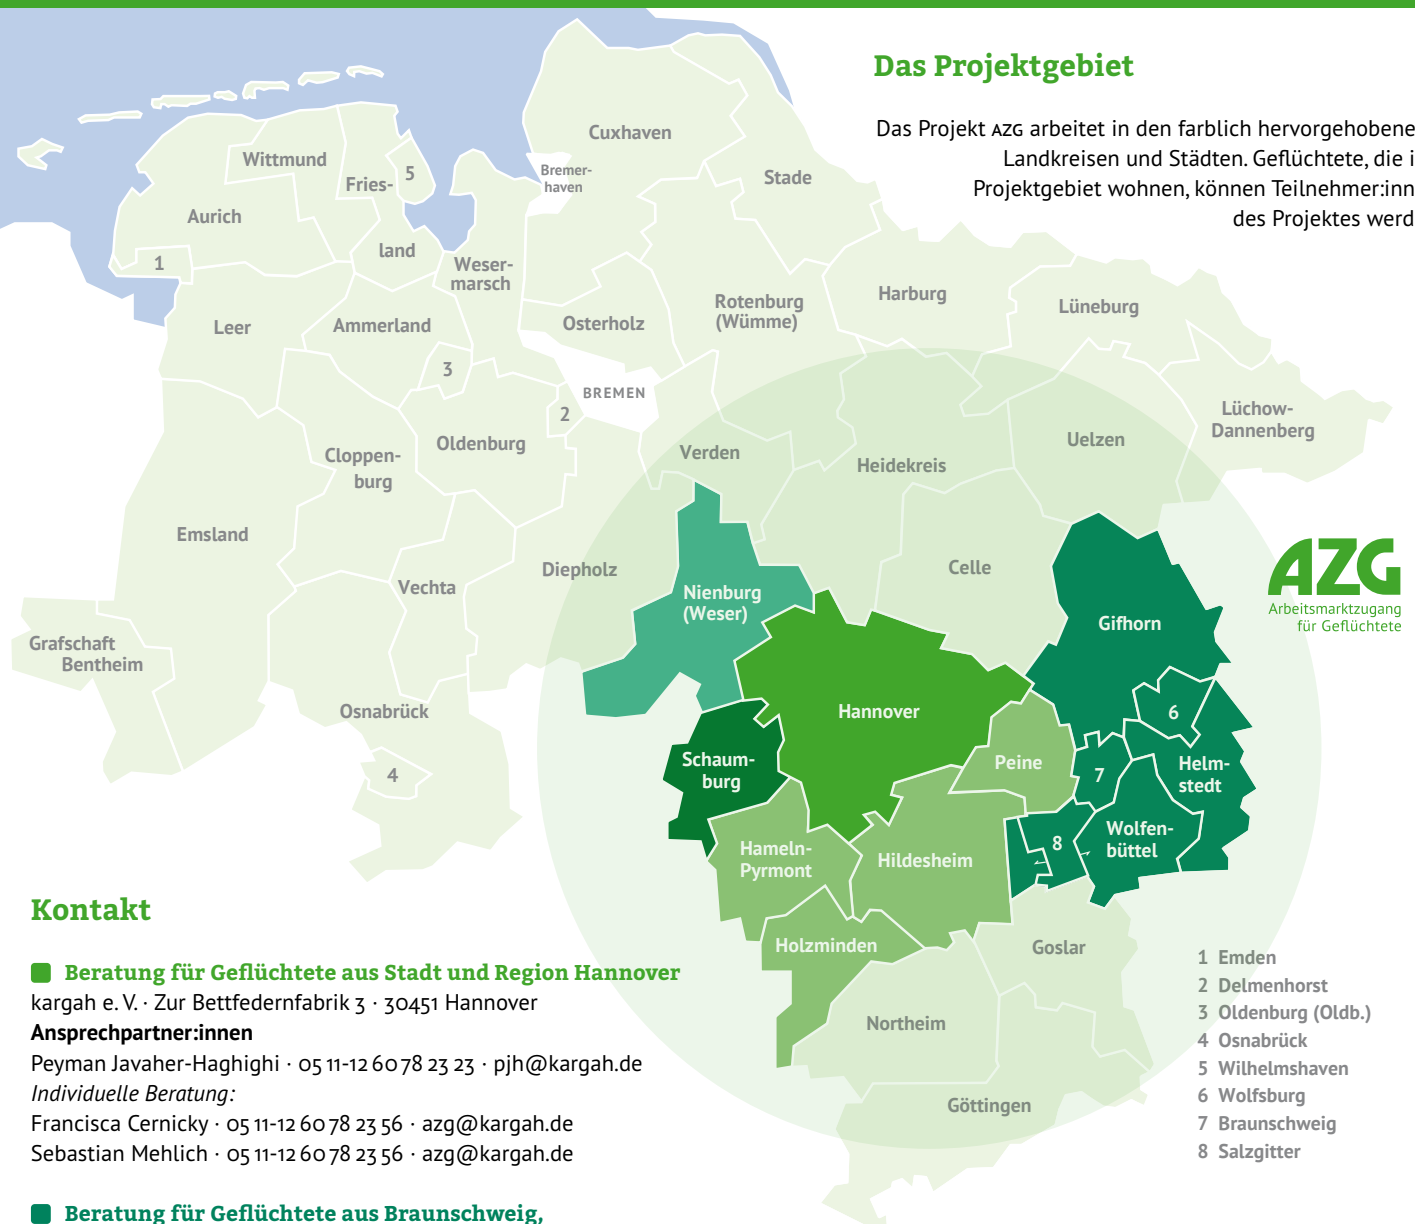 Das Projektgebiet
Das Projekt AZG arbeitet in den farblich hervorgehobene
Landkreisen und Städten. Geflüchtete, die i
Projektgebiet wohnen, können Teilnehmer:inn
des Projektes werd
Cuxhaven
Wittmund
Fries-
5
Bremer-
haven
Stade
Aurich
land
1
Weser-
marsch
Harburg
Rotenburg
(Wümme)
Lüneburg
Leer
Ammerland
Osterholz
3
BREMEN
2
Lüchow-
Dannenberg
Oldenburg
Uelzen
Cloppen-
burg
Verden
Heidekreis
Emsland
Diepholz
Celle
Vechta
Nienburg
(Weser)
Gifhorn
AZG
Arbeitsmarktzugang
für Geflüchtete
Grafschaft
Bentheim
Osnabrück
Hannover
6
Schaum-
burg
Peine
7
Helm-
stedt
4
Wolfen-
büttel
8
Hameln-
Pyrmont
Hildesheim
Holzminden
Goslar
Northeim
Göttingen
1 Emden
2 Delmenhorst
3 Oldenburg (Oldb.)
4 Osnabrück
5 Wilhelmshaven
6 Wolfsburg
7 Braunschweig
8 Salzgitter
Kontakt
Beratung für Geflüchtete aus Stadt und Region Hannover
kargah e. V. · Zur Bettfedernfabrik 3 · 30451 Hannover
Ansprechpartner:innen
Peyman Javaher-Haghighi · 05 11-12 60 78 23 23 · pjh@kargah.de
Individuelle Beratung:
Francisca Cernicky · 05 11-12 60 78 23 56 · azg@kargah.de
Sebastian Mehlich · 05 11-12 60 78 23 56 · azg@kargah.de
Beratung für Geflüchtete aus Braunschweig,